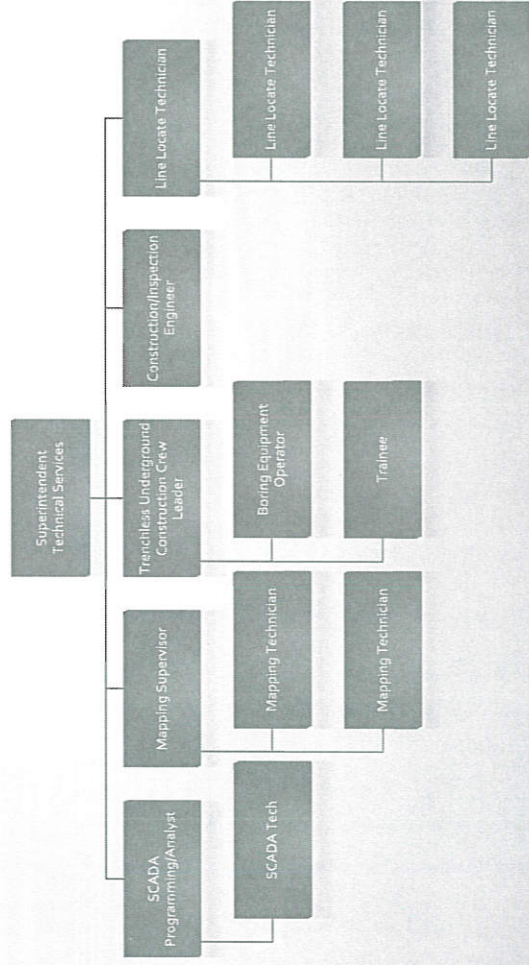 Superintendent
Technical Services
SCADA
Programming/Analyst
SCADA Tech
Mapping Supervisor
Mapping Technician
Mapping Technician
Trenchless Underground
Construction Crew
Leader
Boring Equipment
Operator
Trainee
Construction/Inspection
Engineer
Line Locate Technician
Line Locate Technician
Line Locate Technician
Line Locate Technician